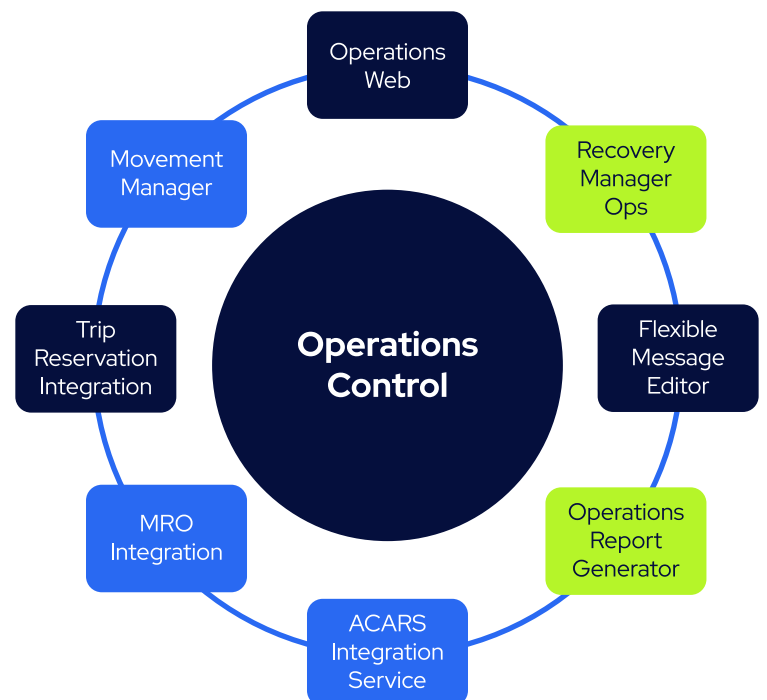 Operations
Web
Movement
Manager
Recovery
Manager
Ops
Trip
Reservation
Integration
Operations
Control
Flexible
Message
Editor
MRO
Integration
Operations
Report
Generator
ACARS
Integration
Service